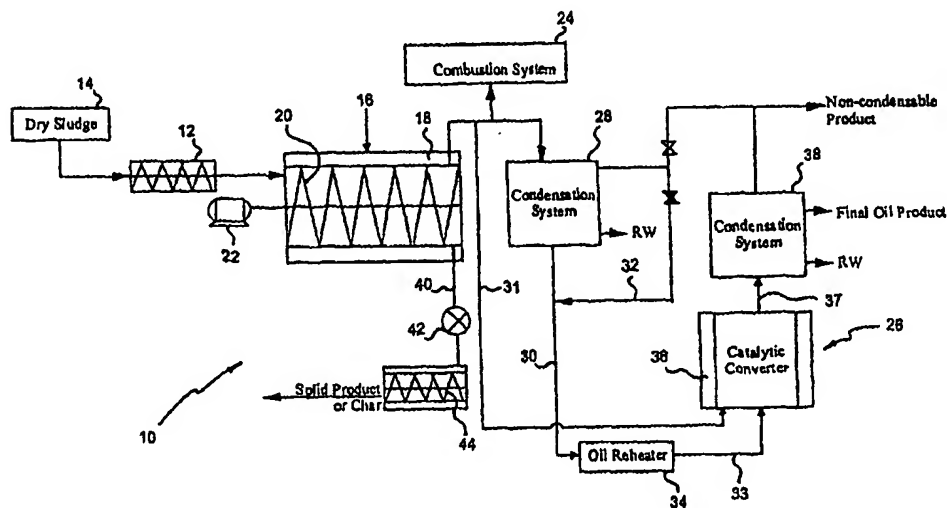 24
Combustion System
14
Dry Sludge
12
20
16
18
22
28
Condensation
System
RW
Non-condensable
Product
38
Condensation
System
Final Oil Product
RW
37
40
31
32
42
30
36
Catalytic
Converter
26
Solid Product
or Char
44
10
Oil Reheater
34
33